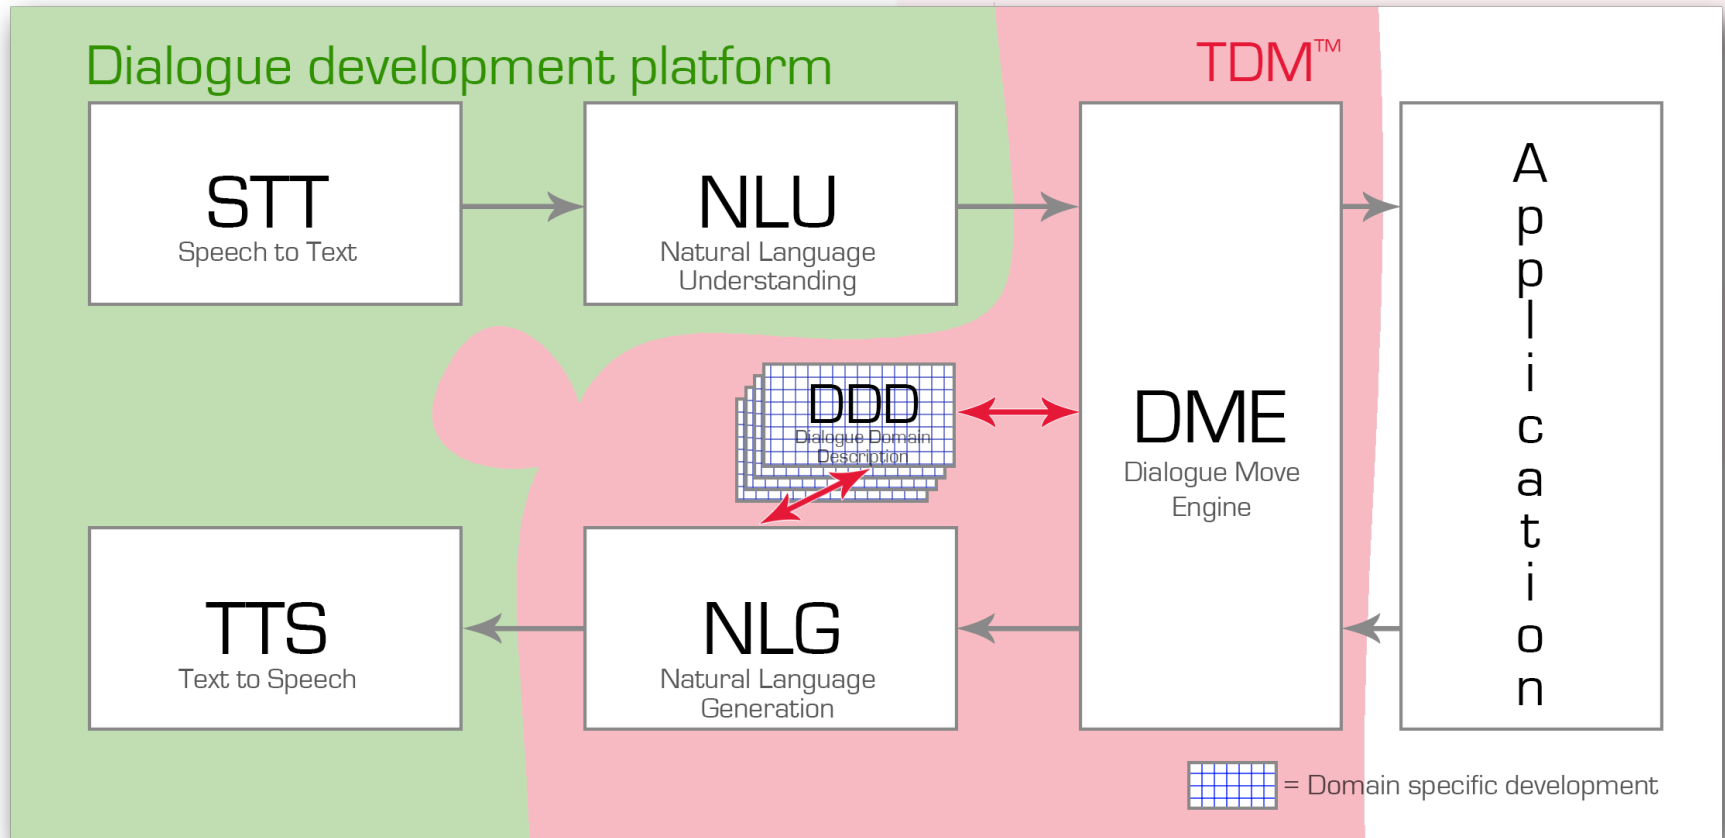 Dialogue development platform
TDM™
STT
Speech to Text
NLU
Natural Language
Understanding
DDD
Dialogue Domain
Description
DME
Dialogue Move
Engine
Application
TTS
Text to Speech
NLG
Natural Language
Generation
= Domain specific development